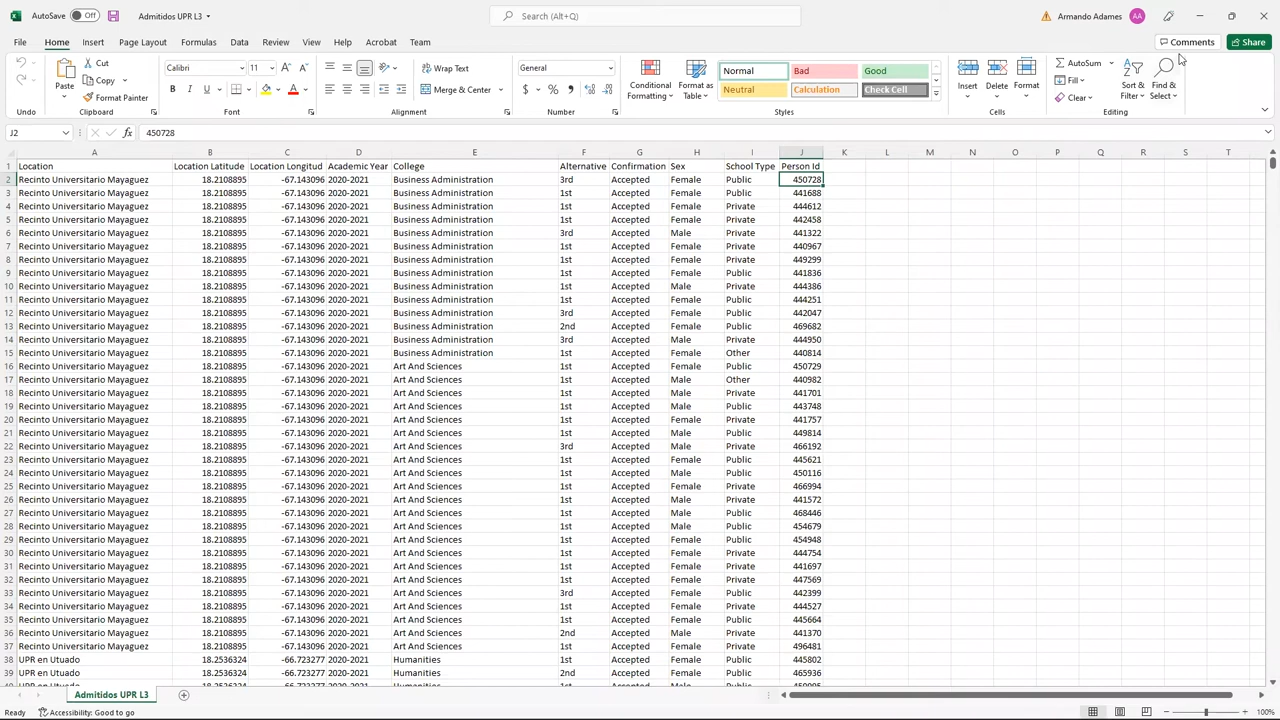 AutoSave Off Admitidos UPR L3 Search (Alt+Q) Armando Adames AA
File Home Insert Page Layout Formulas Data Review View Help Acrobat Team Comments Share
Paste Cut Calibri 11 Wrap Text General Conditional Formatting Format as Table Normal Bad Good Insert Delete Format AutoSum Sort & Filter Find & Select
Copy Fill
Format Painter B I U Merge & Center $ % Neutral Calculation Check Cell Clear
Undo Clipboard Font Alignment Number Styles Cells Editing
J2 fx 450728
A B C D E F G H I J K L M N O P Q R S T
1 Location Location Latitude Location Longitud Academic Year College Alternative Confirmation Sex School Type Person Id
2 Recinto Universitario Mayaguez 18.2108895 -67.143096 2020-2021 Business Administration 3rd Accepted Female Public 450728
3 Recinto Universitario Mayaguez 18.2108895 -67.143096 2020-2021 Business Administration 1st Accepted Female Public 441688
4 Recinto Universitario Mayaguez 18.2108895 -67.143096 2020-2021 Business Administration 1st Accepted Female Private 444612
5 Recinto Universitario Mayaguez 18.2108895 -67.143096 2020-2021 Business Administration 1st Accepted Female Private 442458
6 Recinto Universitario Mayaguez 18.2108895 -67.143096 2020-2021 Business Administration 3rd Accepted Male Private 441322
7 Recinto Universitario Mayaguez 18.2108895 -67.143096 2020-2021 Business Administration 1st Accepted Female Private 440967
8 Recinto Universitario Mayaguez 18.2108895 -67.143096 2020-2021 Business Administration 1st Accepted Female Private 449299
9 Recinto Universitario Mayaguez 18.2108895 -67.143096 2020-2021 Business Administration 1st Accepted Female Public 441836
10 Recinto Universitario Mayaguez 18.2108895 -67.143096 2020-2021 Business Administration 1st Accepted Male Private 444386
11 Recinto Universitario Mayaguez 18.2108895 -67.143096 2020-2021 Business Administration 1st Accepted Female Public 444251
12 Recinto Universitario Mayaguez 18.2108895 -67.143096 2020-2021 Business Administration 3rd Accepted Female Public 442047
13 Recinto Universitario Mayaguez 18.2108895 -67.143096 2020-2021 Business Administration 2nd Accepted Female Public 469682
14 Recinto Universitario Mayaguez 18.2108895 -67.143096 2020-2021 Business Administration 3rd Accepted Male Private 444950
15 Recinto Universitario Mayaguez 18.2108895 -67.143096 2020-2021 Business Administration 1st Accepted Female Other 440814
16 Recinto Universitario Mayaguez 18.2108895 -67.143096 2020-2021 Art And Sciences 1st Accepted Female Public 450729
17 Recinto Universitario Mayaguez 18.2108895 -67.143096 2020-2021 Art And Sciences 1st Accepted Male Other 440982
18 Recinto Universitario Mayaguez 18.2108895 -67.143096 2020-2021 Art And Sciences 1st Accepted Male Private 441701
19 Recinto Universitario Mayaguez 18.2108895 -67.143096 2020-2021 Art And Sciences 1st Accepted Male Public 443748
20 Recinto Universitario Mayaguez 18.2108895 -67.143096 2020-2021 Art And Sciences 1st Accepted Female Private 441757
21 Recinto Universitario Mayaguez 18.2108895 -67.143096 2020-2021 Art And Sciences 1st Accepted Male Public 449814
22 Recinto Universitario Mayaguez 18.2108895 -67.143096 2020-2021 Art And Sciences 3rd Accepted Male Private 466192
23 Recinto Universitario Mayaguez 18.2108895 -67.143096 2020-2021 Art And Sciences 1st Accepted Female Public 445621
24 Recinto Universitario Mayaguez 18.2108895 -67.143096 2020-2021 Art And Sciences 1st Accepted Male Public 450116
25 Recinto Universitario Mayaguez 18.2108895 -67.143096 2020-2021 Art And Sciences 1st Accepted Female Private 466994
26 Recinto Universitario Mayaguez 18.2108895 -67.143096 2020-2021 Art And Sciences 1st Accepted Male Private 441572
27 Recinto Universitario Mayaguez 18.2108895 -67.143096 2020-2021 Art And Sciences 1st Accepted Male Public 468446
28 Recinto Universitario Mayaguez 18.2108895 -67.143096 2020-2021 Art And Sciences 1st Accepted Male Public 454679
29 Recinto Universitario Mayaguez 18.2108895 -67.143096 2020-2021 Art And Sciences 1st Accepted Female Public 454948
30 Recinto Universitario Mayaguez 18.2108895 -67.143096 2020-2021 Art And Sciences 1st Accepted Female Private 444754
31 Recinto Universitario Mayaguez 18.2108895 -67.143096 2020-2021 Art And Sciences 1st Accepted Female Private 441697
32 Recinto Universitario Mayaguez 18.2108895 -67.143096 2020-2021 Art And Sciences 1st Accepted Male Public 447569
33 Recinto Universitario Mayaguez 18.2108895 -67.143096 2020-2021 Art And Sciences 3rd Accepted Female Public 442399
34 Recinto Universitario Mayaguez 18.2108895 -67.143096 2020-2021 Art And Sciences 1st Accepted Female Private 444527
35 Recinto Universitario Mayaguez 18.2108895 -67.143096 2020-2021 Art And Sciences 1st Accepted Female Public 445664
36 Recinto Universitario Mayaguez 18.2108895 -67.143096 2020-2021 Art And Sciences 2nd Accepted Male Private 441370
37 Recinto Universitario Mayaguez 18.2108895 -67.143096 2020-2021 Art And Sciences 1st Accepted Female Public 496481
38 UPR en Utuado 18.2536324 -66.723277 2020-2021 Humanities 1st Accepted Female Public 445802
39 UPR en Utuado 18.2536324 -66.723277 2020-2021 Humanities 2nd Accepted Female Public 465936
Admitidos UPR L3
Ready Accessibility: Good to go 100%